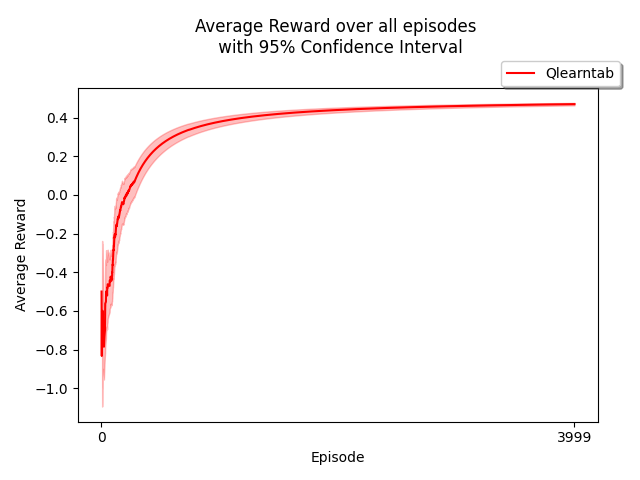 Average Reward over all episodes
with 95% Confidence Interval
Qlearntab
0.4
0.2
0.0
−0.2
−0.4
−0.6
−0.8
−1.0
Average Reward
0 3999
Episode